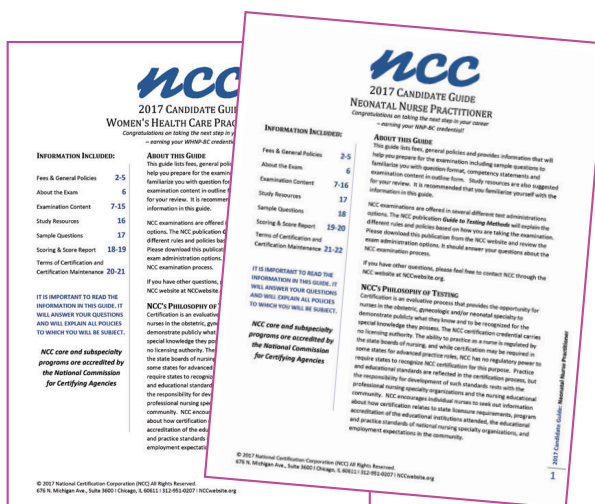 ncc
2017 CANDIDATE GUI
WOMEN'S HEALTH CARE PRAC
Congratulations on taking the next step in y
– earning your WHNP-BC credenti
INFORMATION INCLUDED:
Fees & General Policies 2-5
About the Exam 6
Examination Content 7-15
Study Resources 16
Sample Questions 17
Scoring & Score Report 18-19
Terms of Certification and
Certification Maintenance 20-21
IT IS IMPORTANT TO READ THE
INFORMATION IN THIS GUIDE. IT
WILL ANSWER YOUR QUESTIONS
AND WILL EXPLAIN ALL POLICIES
TO WHICH YOU WILL BE SUBJECT.
NCC core and subspecialty
programs are accredited by
the National Commission
for Certifying Agencies
ABOUT THIS GUIDE
This guide lists fees, general polic
help you prepare for the examin
familiarize you with question for
examination content in outline f
for your review. It is recommend
information in this guide.
NCC examinations are offered i
options. The NCC publication G
different rules and policies bas
Please download this publicat
exam administration options.
NCC examination process.
If you have other questions,
NCC website at NCCwebsite.
NCC'S PHILOSOPHY OF T
Certification is an evaluative
nurses in the obstetric, gyne
demonstrate publicly what
special knowledge they pos
no licensing authority. The
the state boards of nursin
some states for advanced
require states to recogniz
and educational standard
the responsibility for dev
professional nursing spe
community. NCC encou
about how certification
accreditation of the edu
and practice standards
employment expectatio
© 2017 National Certification Corporation (NCC) All Rights Reserved.
676 N. Michigan Ave., Suite 3600 I Chicago, IL 60611 I 312-951-0207 I NCCwebsite.org
ncc
2017 CANDIDATE GUIDE
NEONATAL NURSE PRACTITIONER
Congratulations on taking the next step in your career
– earning your NNP-BC credential!
INFORMATION INCLUDED:
Fees & General Policies 2-5
About the Exam 6
Examination Content 7-16
Study Resources 17
Sample Questions 18
Scoring & Score Report 19-20
Terms of Certification and
Certification Maintenance 21-22
IT IS IMPORTANT TO READ THE
INFORMATION IN THIS GUIDE. IT
WILL ANSWER YOUR QUESTIONS
AND WILL EXPLAIN ALL POLICIES
TO WHICH YOU WILL BE SUBJECT.
NCC core and subspecialty
programs are accredited by
the National Commission
for Certifying Agencies
ABOUT THIS GUIDE
This guide lists fees, general policies and provides information that will
help you prepare for the examination including sample questions to
familiarize you with question format, competency statements and
examination content in outline form. Study resources are also suggested
for your review. It is recommended that you familiarize yourself with the
information in this guide.
NCC examinations are offered in several different test administrations
options. The NCC publication Guide to Testing Methods will explain the
different rules and policies based on how you are taking the examination.
Please download this publication from the NCC website and review the
exam administration options. It should answer your questions about the
NCC examination process.
If you have other questions, please feel free to contact NCC through the
NCC website at NCCwebsite.org.
NCC'S PHILOSOPHY OF TESTING
Certification is an evaluative process that provides the opportunity for
nurses in the obstetric, gynecologic and/or neonatal specialty to
demonstrate publicly what they know and to be recognized for the
special knowledge they possess. The NCC certification credential carries
no licensing authority. The ability to practice as a nurse is regulated by
the state boards of nursing, and while certification may be required in
some states for advanced practice roles, NCC has no regulatory power to
require states to recognize NCC certification for this purpose. Practice
and educational standards are reflected in the certification process, but
the responsibility for development of such standards rests with the
professional nursing specialty organizations and the nursing educational
community. NCC encourages individual nurses to seek out information
about how certification relates to state licensure requirements, program
accreditation of the educational institutions attended, the educational
and practice standards of national nursing specialty organizations, and
employment expectations in the community.
2017 Candidate Guide: Neonatal Nurse Practitioner
1
© 2017 National Certification Corporation (NCC) All Rights Reserved.
676 N. Michigan Ave., Suite 3600 I Chicago, IL 60611 I 312-951-0207 I NCCwebsite.org